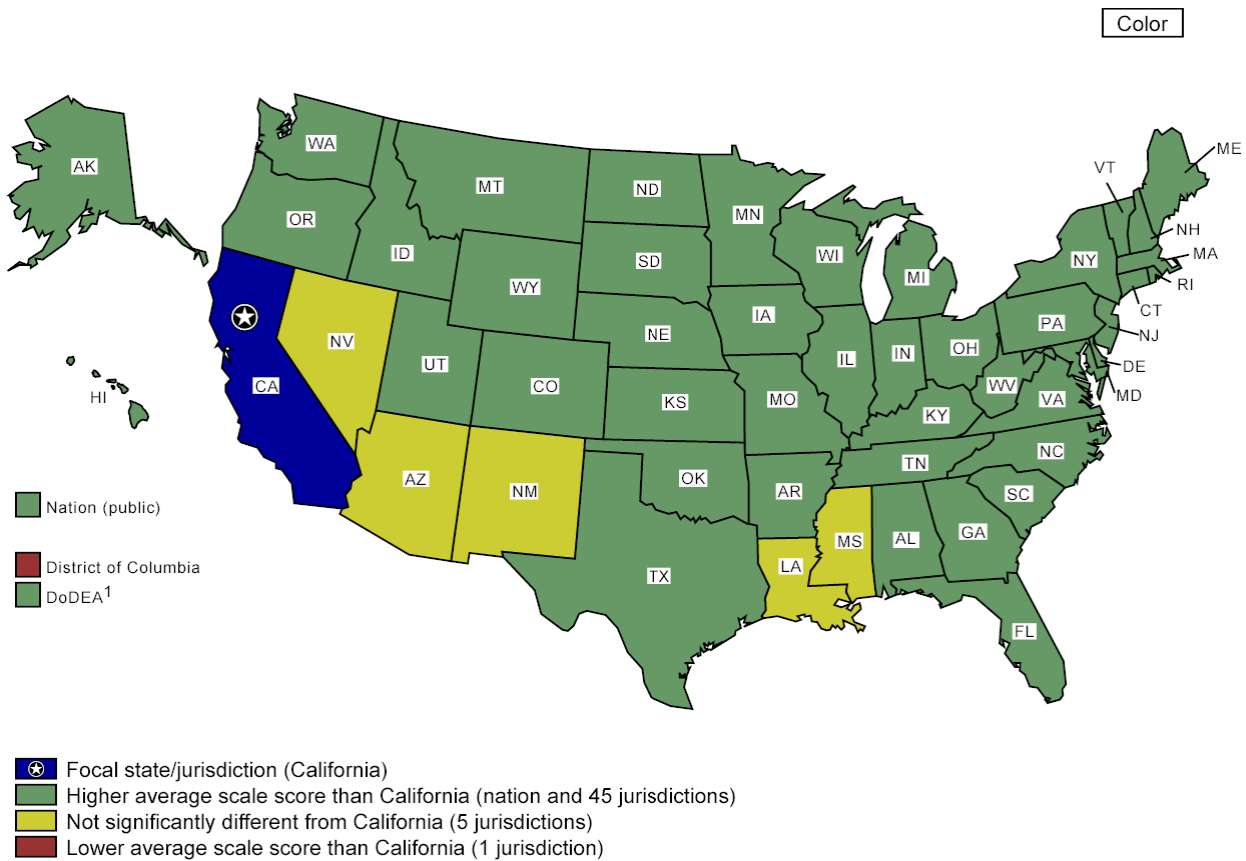 Color
AK
WA
MT
ND
MN
VT
ME
OR
ID
NH
MA
SD
WI
NY
RI
MI
WY
CT
IA
PA
NJ
NV
NE
IL
IN
OH
DE
UT
CO
CA
WV
MD
HI
KS
MO
VA
KY
NC
TN
AZ
NM
OK
AR
SC
Nation (public)
GA
MS
AL
LA
District of Columbia
TX
DoDEA1
FL
Focal state/jurisdiction (California)
Higher average scale score than California (nation and 45 jurisdictions)
Not significantly different from California (5 jurisdictions)
Lower average scale score than California (1 jurisdiction)